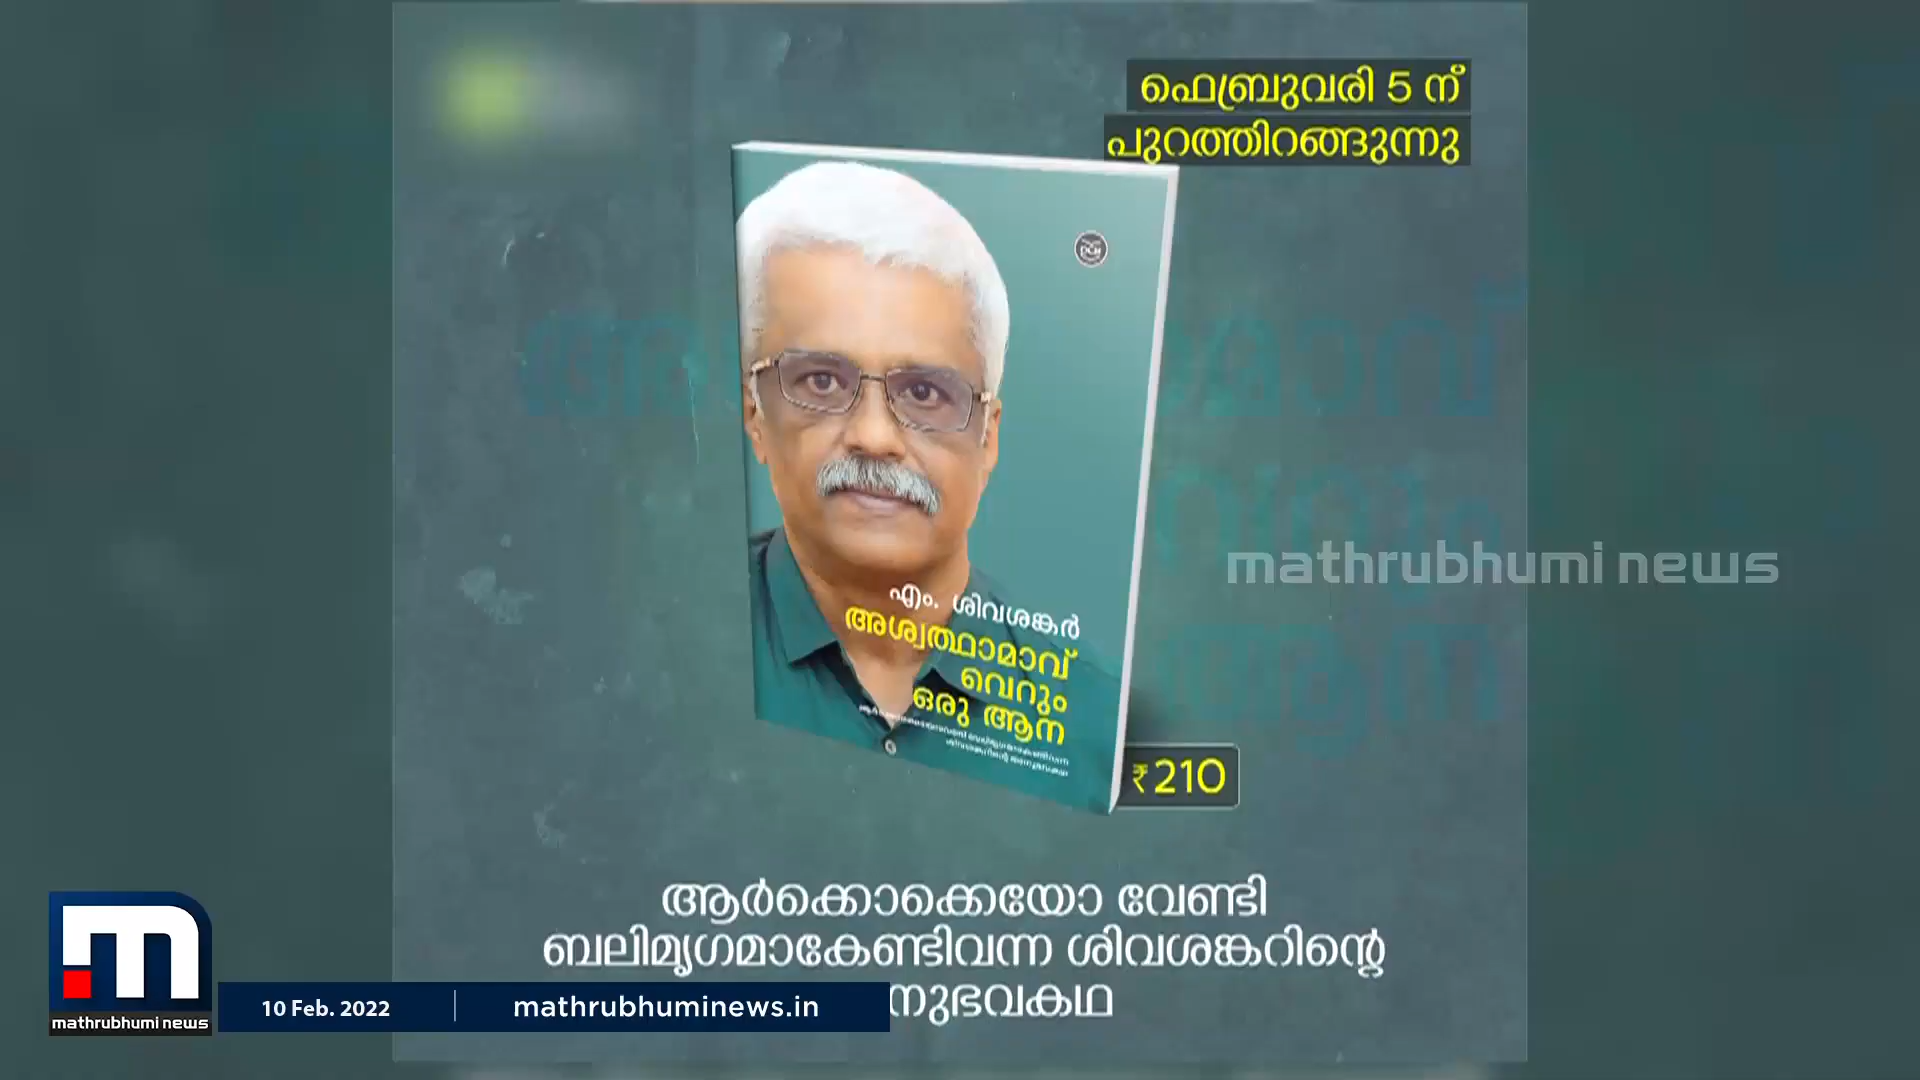 ഫെബ്രുവരി 5 ന്
പുറത്തിറങ്ങുന്നു
DCB
എം. ശിവശങ്കർ
അശ്വത്ഥാമാവ്
വെറും
ഒരു ആന
₹210
mathrubhumi news
ആർക്കൊക്കെയോ വേണ്ടി
ബലിമൃഗമാകേണ്ടിവന്ന ശിവശങ്കറിന്റെ
നുഭവകഥ
mathrubhumi news
10 Feb. 2022
mathrubhuminews.in